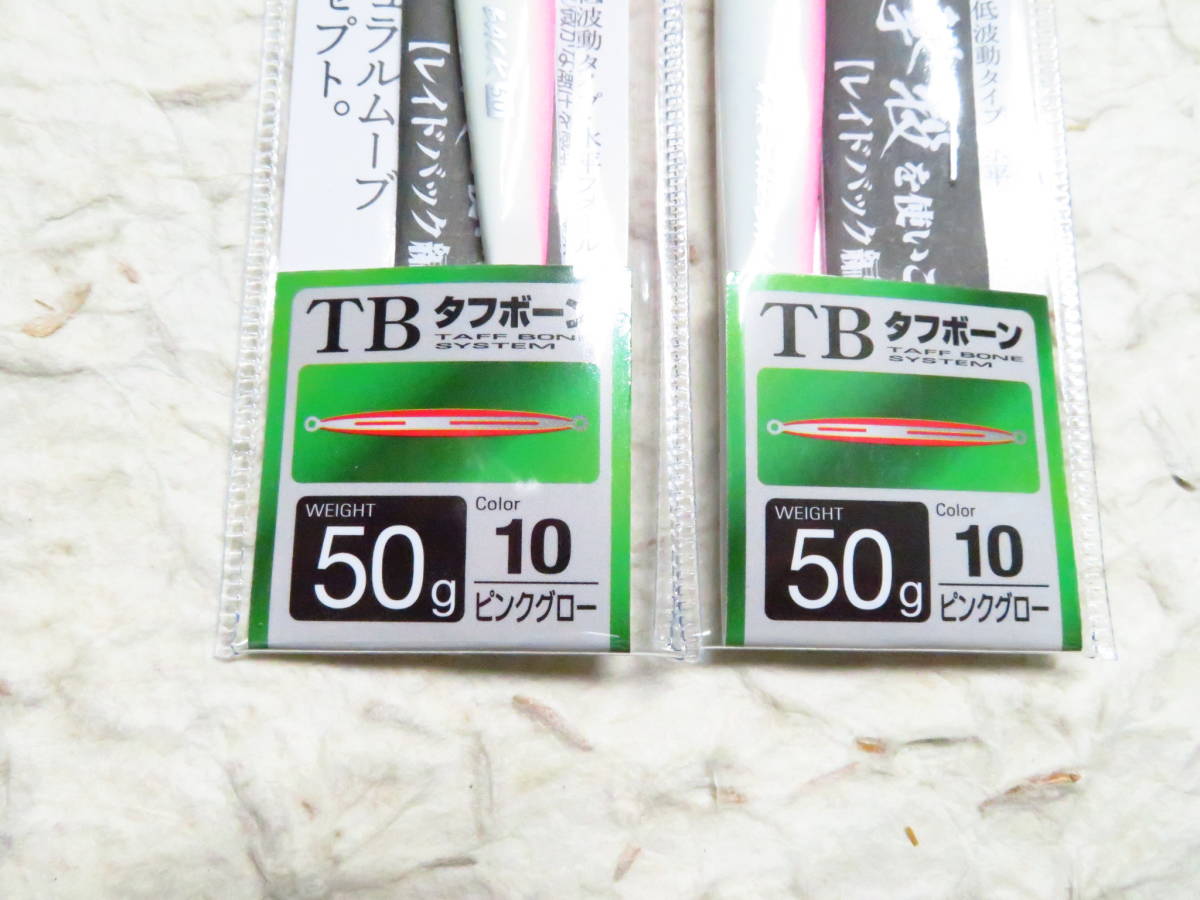 ュラルムーブ
セプト。
【レイドバック
TB タフボーン
TAFF BONE
SYSTEM
WEIGHT
50g
Color
10
ピンクグロー
低波動タイプ
を使いこ
【レイドバック
TB タフボーン
TAFF BONE
SYSTEM
WEIGHT
50g
Color
10
ピンクグロー